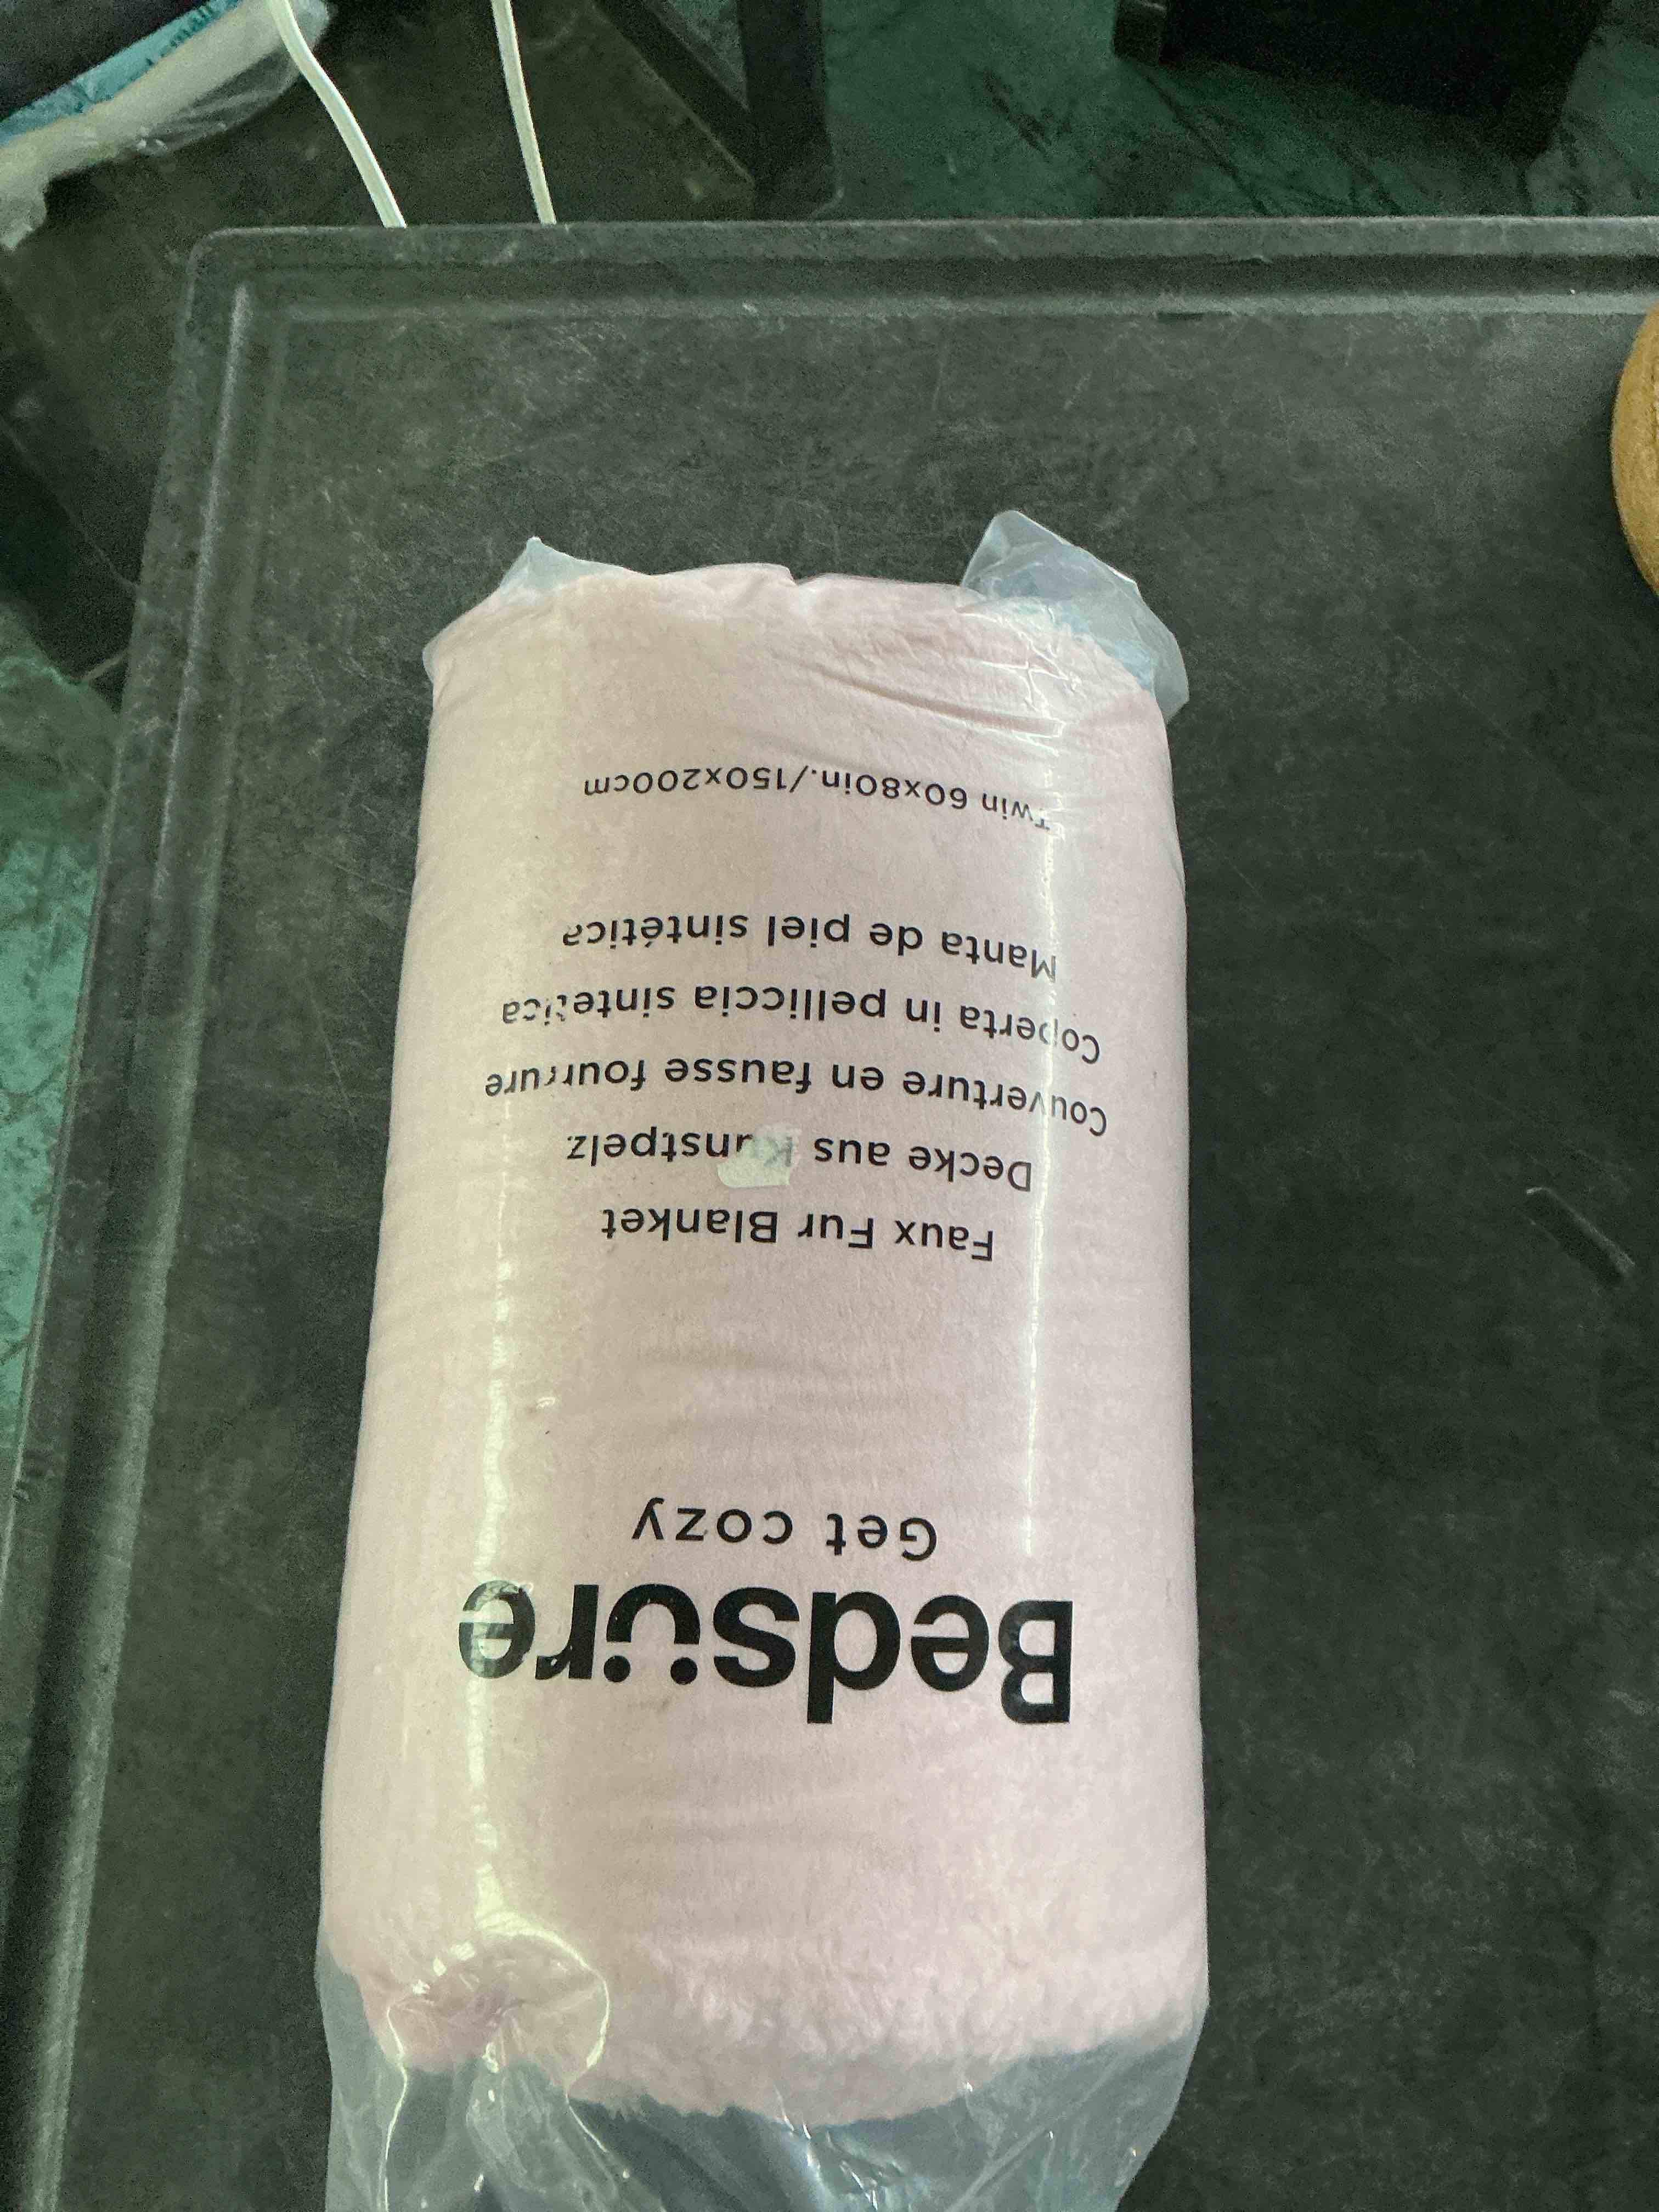 Bedsüre
Get cozy
Faux Fur Blanket
Decke aus Kunstpelz
Couverture en fausse fourrure
Coperta in pelliccia sintetica
Manta de piel sintética
Twin 60x80in./150x200cm